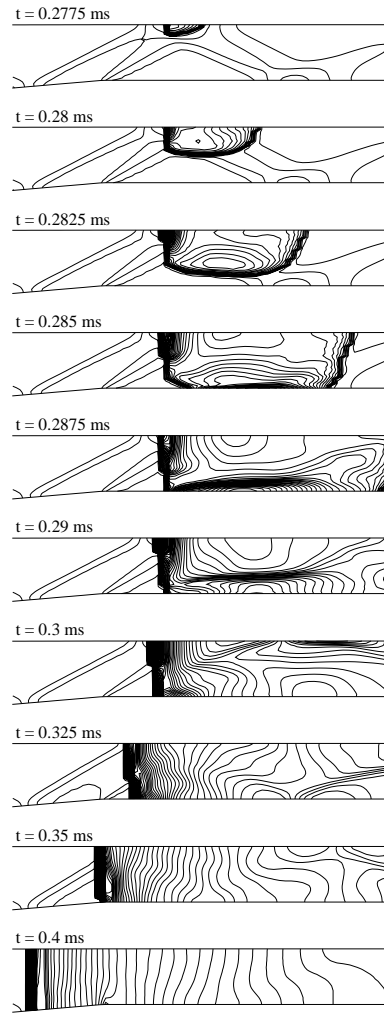 t = 0.2775 ms
t = 0.28 ms
t = 0.2825 ms
t = 0.285 ms
t = 0.2875 ms
t = 0.29 ms
t = 0.3 ms
t = 0.325 ms
t = 0.35 ms
t = 0.4 ms